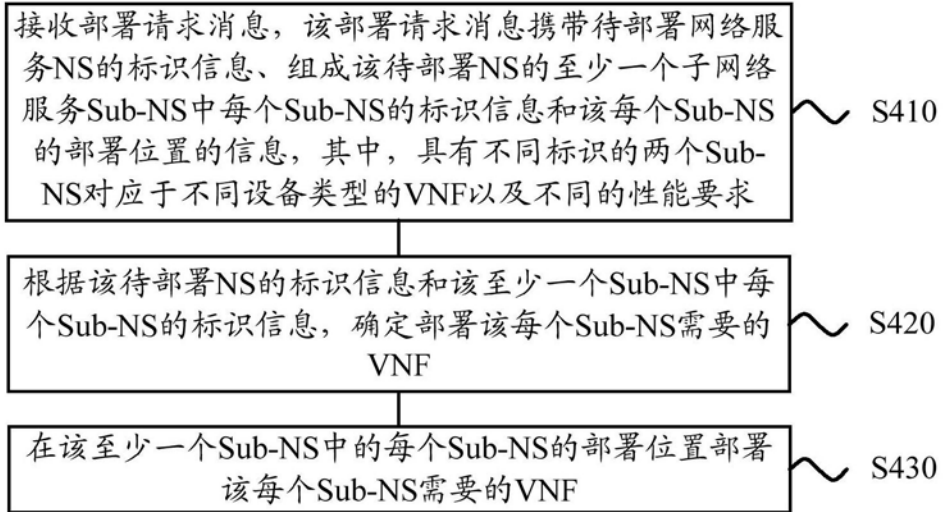 接收部署请求消息，该部署请求消息携带待部署网络服
务NS的标识信息、组成该待部署NS的至少一个子网络
服务Sub-NS中每个Sub-NS的标识信息和该每个Sub-NS
的部署位置的信息，其中，具有不同标识的两个Sub-
NS对应于不同设备类型的VNF以及不同的性能要求
S410
根据该待部署NS的标识信息和该至少一个Sub-NS中每
个Sub-NS的标识信息，确定部署该每个Sub-NS需要的
VNF
S420
在该至少一个Sub-NS中的每个Sub-NS的部署位置部署
该每个Sub-NS需要的VNF
S430